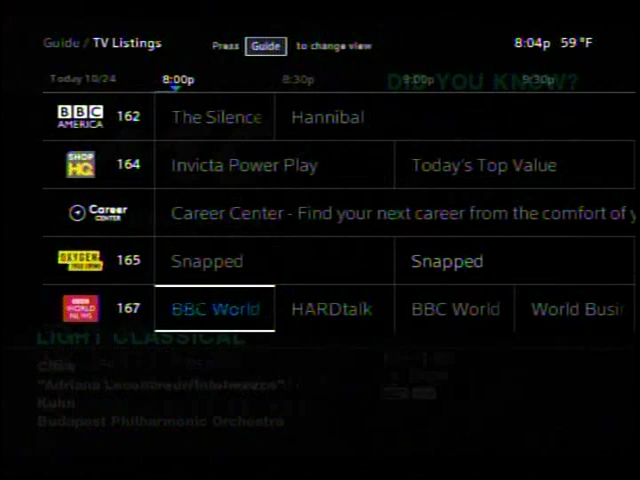 Guide / TV Listings Press Guide to change view 8:04p 59 °F
Today 10/24 8:00p 8:30p 9:00p 9:30p
DID YOU KNOW?
BBC AMERICA 162 The Silence Hannibal
SHOP HQ 164 Invicta Power Play Today's Top Value
Career CENTER Career Center - Find your next career from the comfort of y
OXYGEN TRUE CRIME 165 Snapped Snapped
BBC WORLD NEWS 167 BBC World HARDtalk BBC World World Busi
LIGHT CLASSICAL
Cilea
Kuhn
Budapest Philharmonic Orchestra